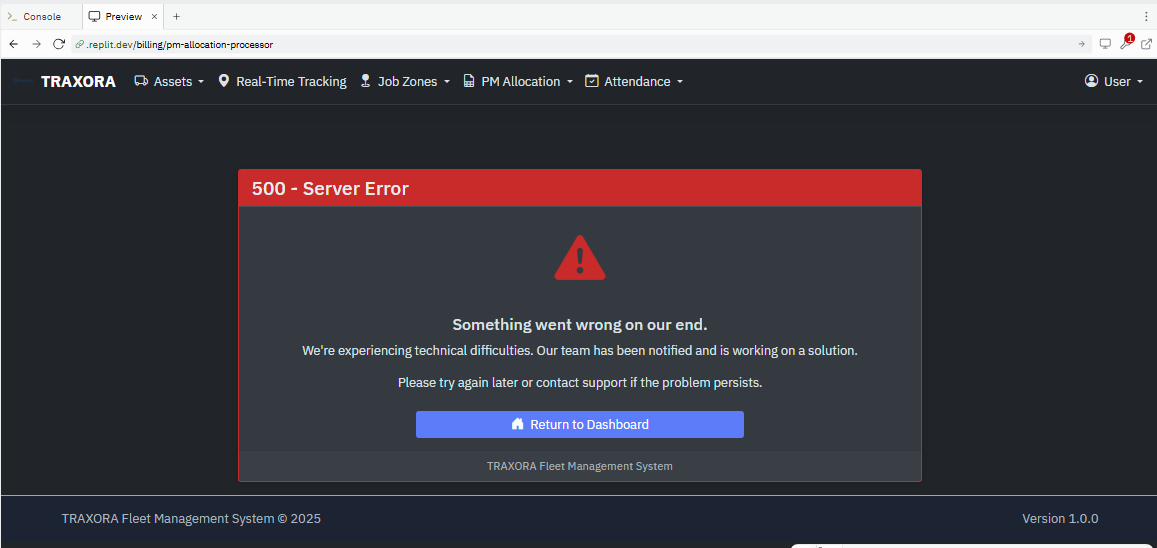 Console
Preview
.replit.dev/billing/pm-allocation-processor
1
TRAXORA Assets Real-Time Tracking Job Zones PM Allocation Attendance User
500 - Server Error
Something went wrong on our end.
We're experiencing technical difficulties. Our team has been notified and is working on a solution.
Please try again later or contact support if the problem persists.
Return to Dashboard
TRAXORA Fleet Management System
TRAXORA Fleet Management System © 2025 Version 1.0.0